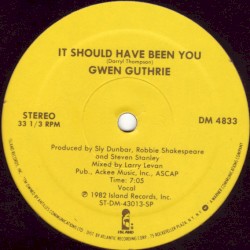 IT SHOULD HAVE BEEN YOU
(Darryl Thompson)
GWEN GUTHRIE
STEREO
33 1/3 RPM
DM 4833
Produced by Sly Dunbar, Robbie Shakespeare
and Steven Stanley
Mixed by Larry Levan
Pub., Ackee Music, Inc., ASCAP
Time: 7:05
Vocal
℗ 1982 Island Records, Inc.
ST-DM-43013-SP
ISLAND